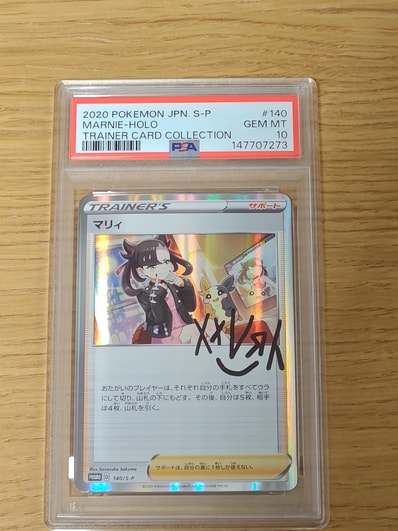 2020 POKEMON JPN. S-P #140
MARNIE-HOLO GEM MT
TRAINER CARD COLLECTION 10
PSA 147707273
TRAINER'S サポート
マリィ
おたがいのプレイヤーは、それぞれ自分の手札をすべてウラ
にして切り、山札の下にもどす。その後、自分は5枚、相手
は4枚、山札を引く。
Illus. Sanosuke Sakuma
サポートは、自分の番に1枚しか使えない。
PROMO D 140/S-P